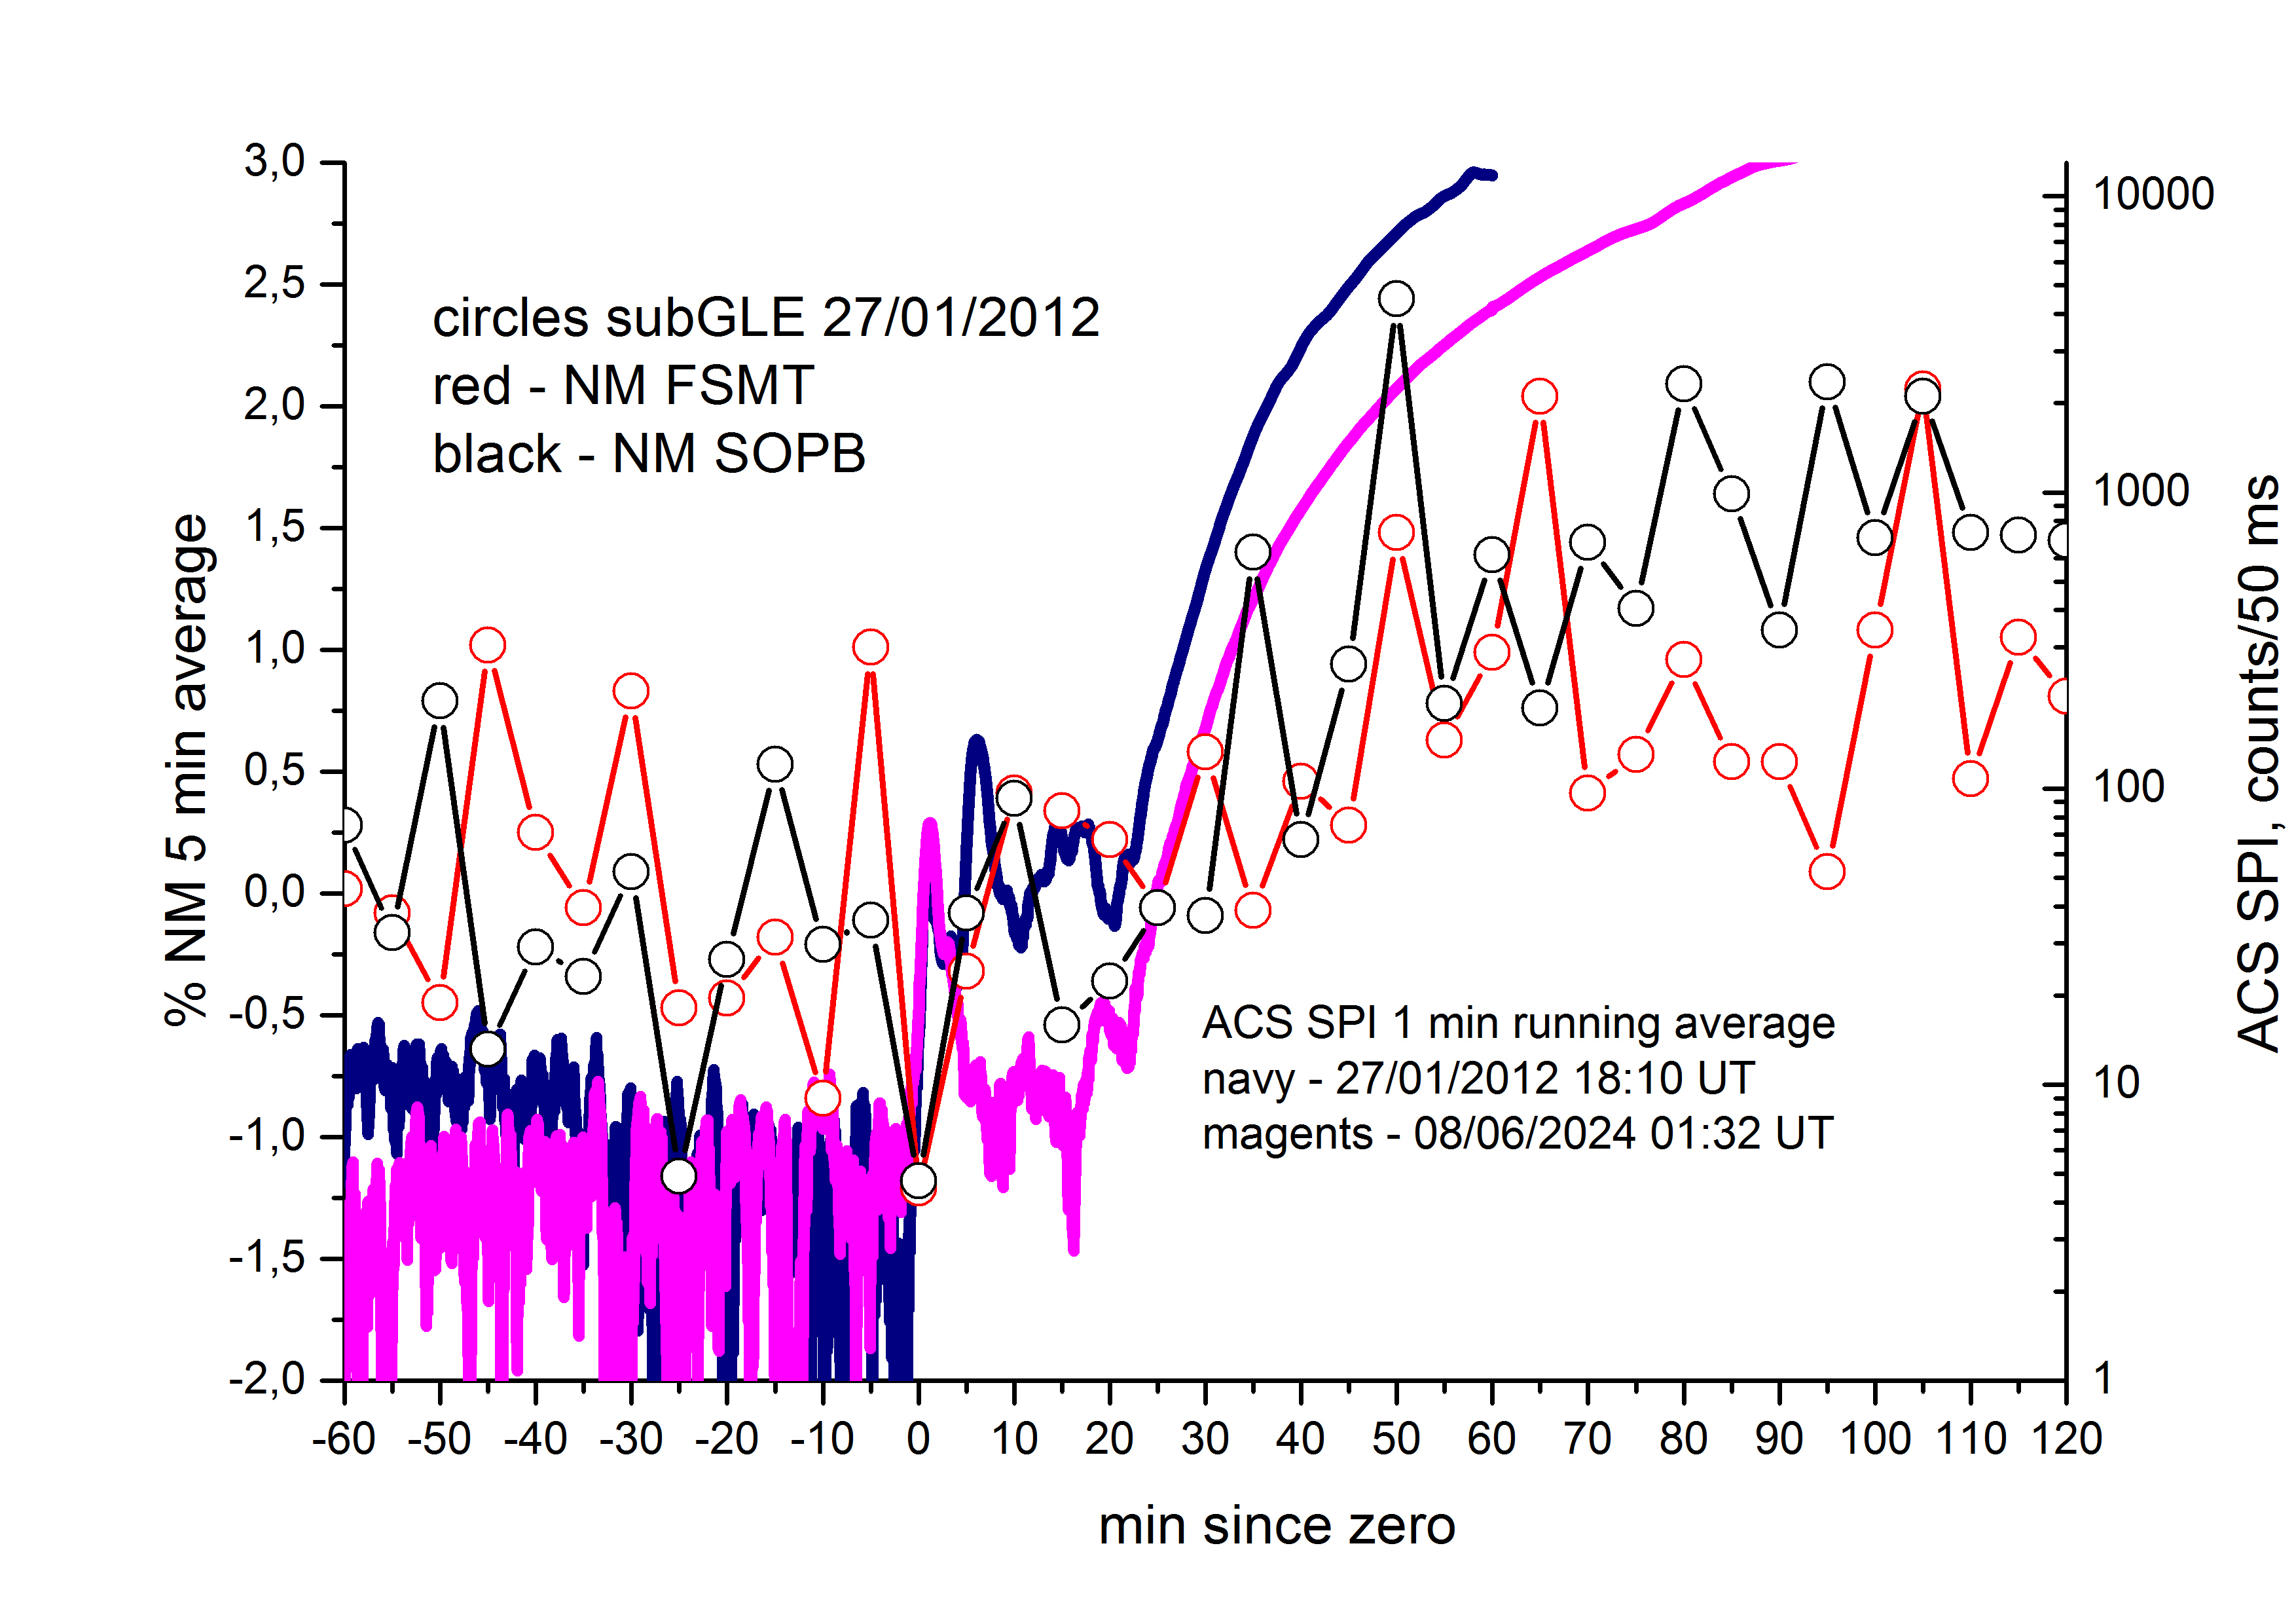 3,0
2,5
2,0
1,5
1,0
0,5
0,0
-0,5
-1,0
-1,5
-2,0
% NM 5 min average
circles subGLE 27/01/2012
red - NM FSMT
black - NM SOPB
ACS SPI 1 min running average
navy - 27/01/2012 18:10 UT
magents - 08/06/2024 01:32 UT
10000
1000
100
10
1
ACS SPI, counts/50 ms
-60 -50 -40 -30 -20 -10 0 10 20 30 40 50 60 70 80 90 100 110 120
min since zero